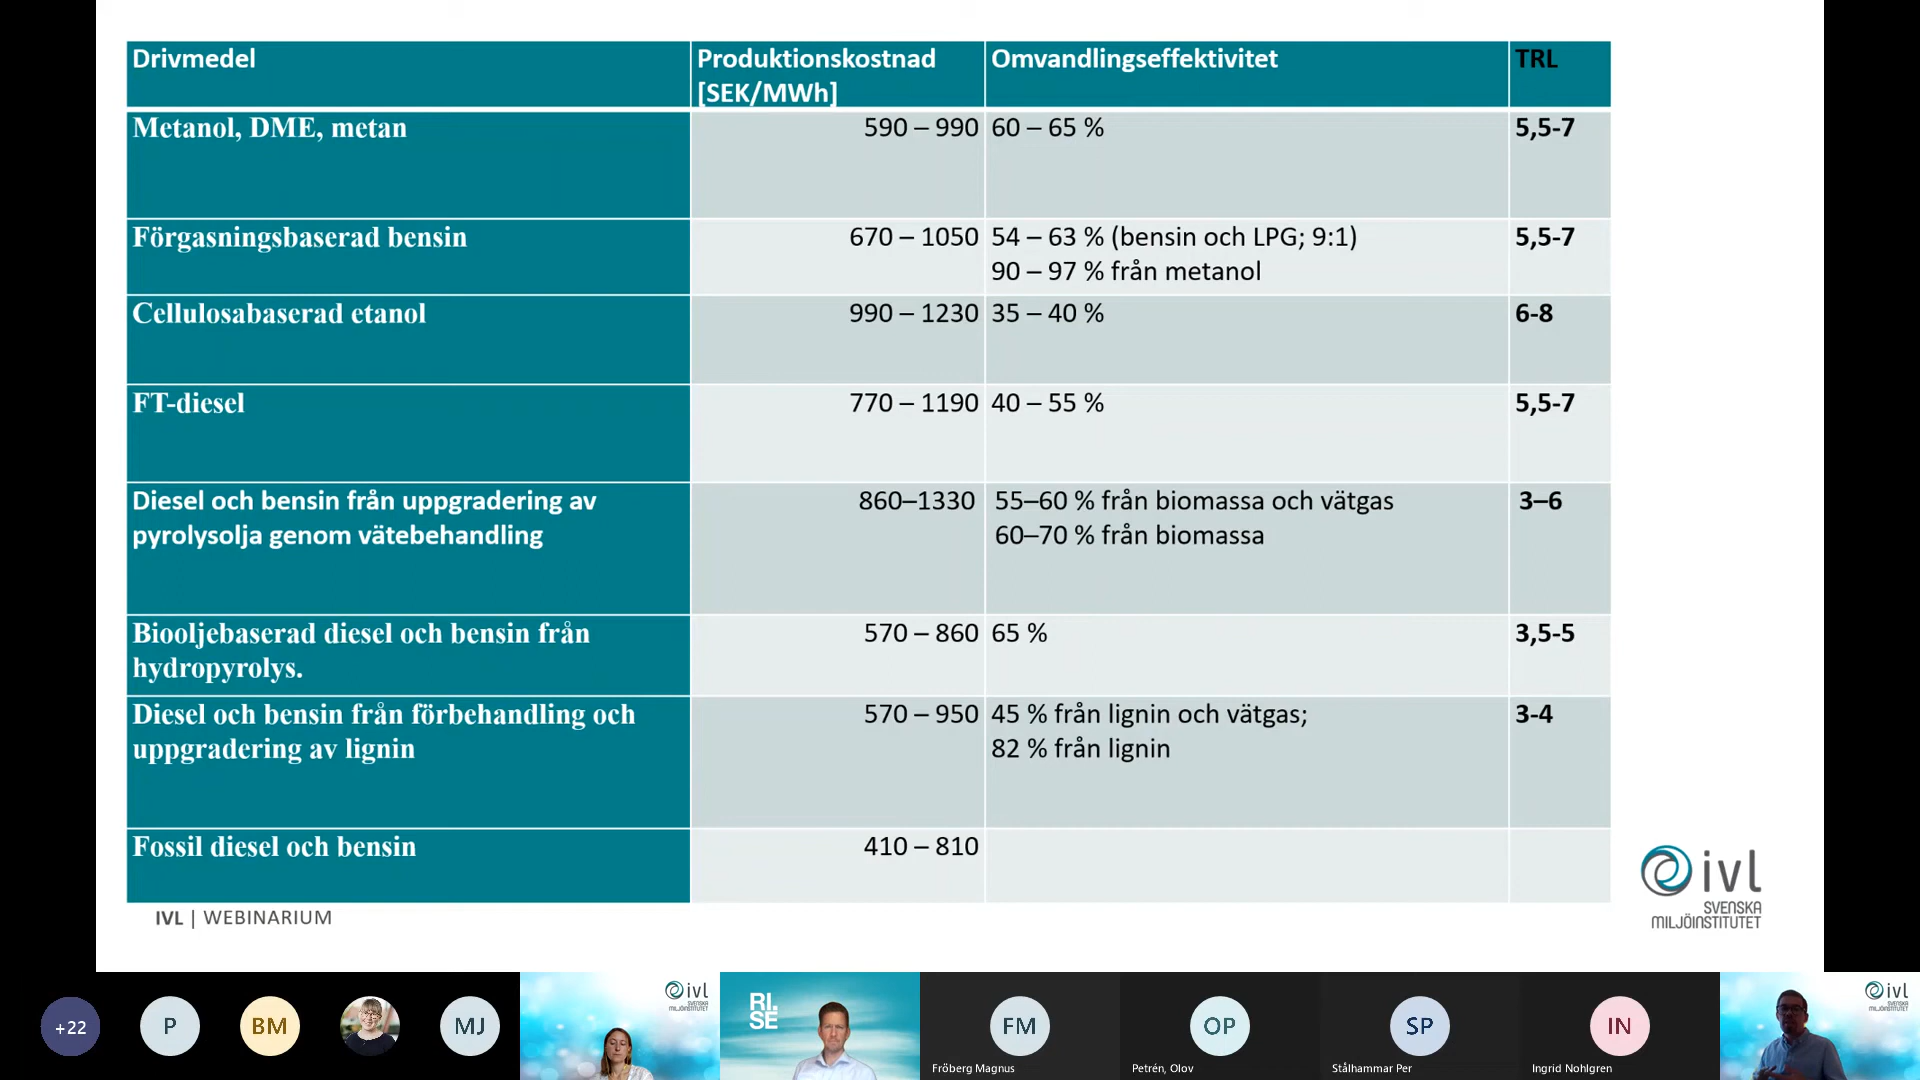 Drivmedel
Produktionskostnad
[SEK/MWh]
Omvandlingseffektivitet
TRL
Metanol, DME, metan
590 – 990
60 – 65 %
5,5-7
Förgasningsbaserad bensin
670 – 1050
54 – 63 % (bensin och LPG; 9:1)
90 – 97 % från metanol
5,5-7
Cellulosabaserad etanol
990 – 1230
35 – 40 %
6-8
FT-diesel
770 – 1190
40 – 55 %
5,5-7
Diesel och bensin från uppgradering av
pyrolysolja genom vätebehandling
860–1330
55–60 % från biomassa och vätgas
60–70 % från biomassa
3–6
Biooljebaserad diesel och bensin från
hydropyrolys.
570 – 860
65 %
3,5-5
Diesel och bensin från förbehandling och
uppgradering av lignin
570 – 950
45 % från lignin och vätgas;
82 % från lignin
3-4
Fossil diesel och bensin
410 – 810
IVL | WEBINARIUM
ivl
SVENSKA
MILJÖINSTITUTET
+22
P
BM
MJ
ivl
SVENSKA
MILJÖINSTITUTET
RI.
SE
FM
Fröberg Magnus
OP
Petrén, Olov
SP
Stålhammar Per
IN
Ingrid Nohlgren
ivl
SVENSKA
MILJÖINSTITUTET